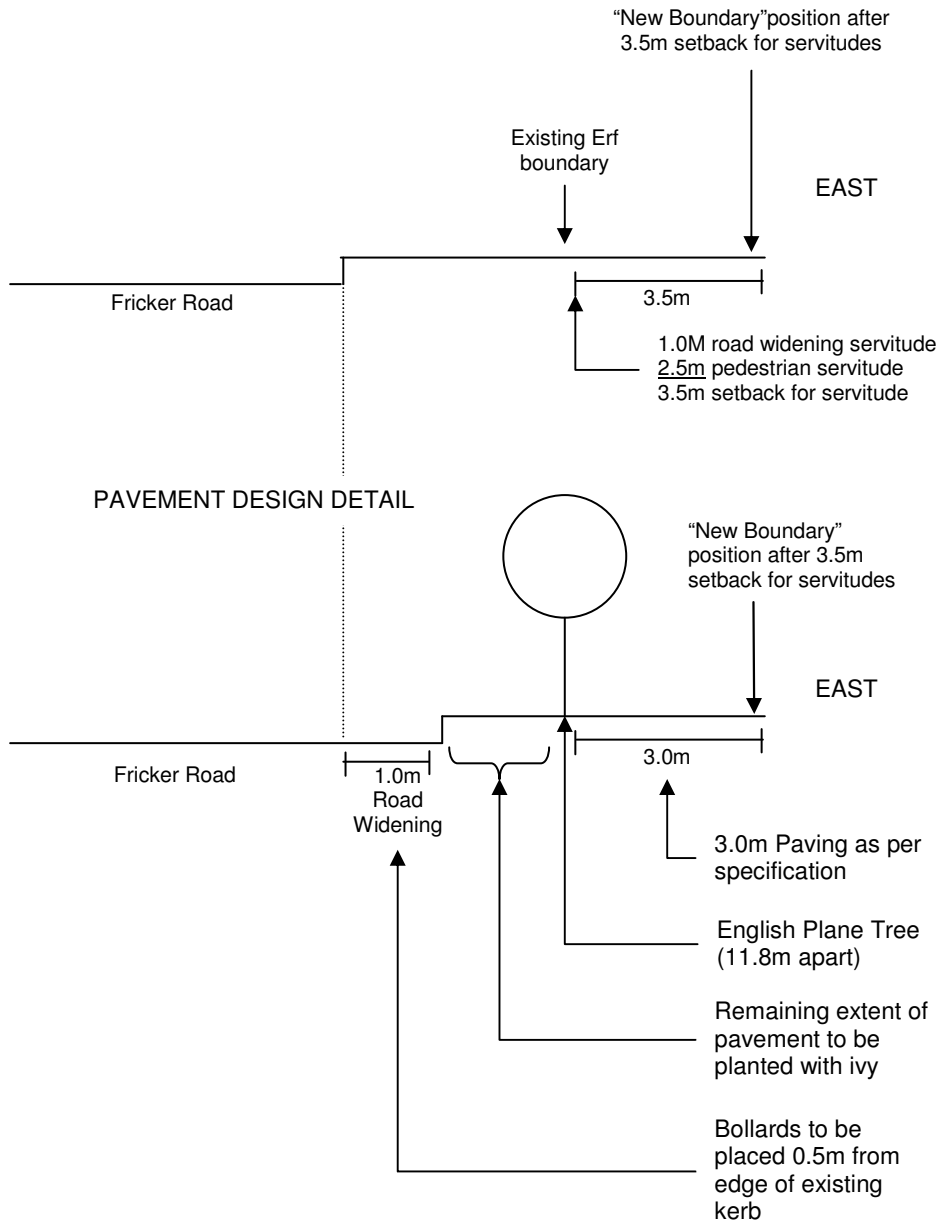 “New Boundary”position after
3.5m setback for servitudes
Existing Erf
boundary
EAST
Fricker Road
3.5m
1.0M road widening servitude
2.5m pedestrian servitude
3.5m setback for servitude
PAVEMENT DESIGN DETAIL
“New Boundary”
position after 3.5m
setback for servitudes
EAST
Fricker Road
1.0m
Road
Widening
3.0m
3.0m Paving as per
specification
English Plane Tree
(11.8m apart)
Remaining extent of
pavement to be
planted with ivy
Bollards to be
placed 0.5m from
edge of existing
kerb